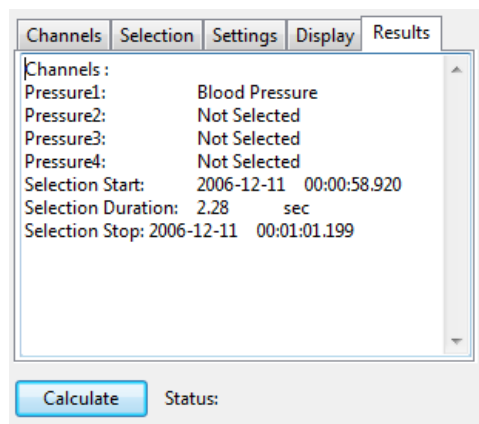 Channels Selection Settings Display Results
Channels :
Pressure1: Blood Pressure
Pressure2: Not Selected
Pressure3: Not Selected
Pressure4: Not Selected
Selection Start: 2006-12-11 00:00:58.920
Selection Duration: 2.28 sec
Selection Stop: 2006-12-11 00:01:01.199
Calculate Status: